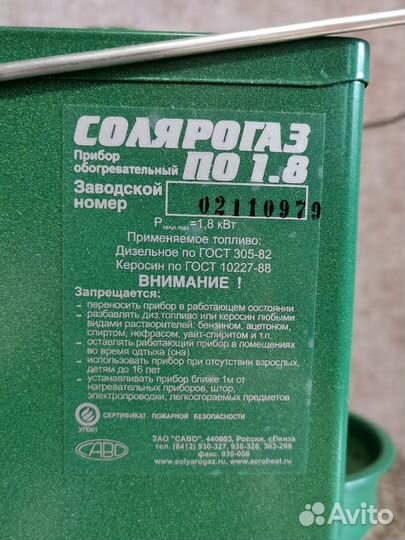 СОЛЯРОГАЗ
Прибор обогревательный ПО 1.8
Заводской номер 02110979
Pтепл.max=1,8 кВт
Применяемое топливо:
Дизельное по ГОСТ 305-82
Керосин по ГОСТ 10227-88
ВНИМАНИЕ !
Запрещается:
- переносить прибор в работающем состоянии
- разбавлять диз.топливо или керосин любыми
видами растворителей: бензином, ацетоном,
спиртом, нефрасом, уайт-спиритом и т.п.
- оставлять работающий прибор в помещениях
во время отдыха (сна)
- использовать прибор при отсутствии взрослых,
детям до 16 лет
- устанавливать прибор ближе 1м от
нагревательных приборов, штор,
электропроводки, легкосгораемых предметов
СЕРТИФИКАТ ПОЖАРНОЙ БЕЗОПАСНОСТИ
УП001
САВО
ЗАО "САВО", 440003, Россия, г.Пенза
тел. (8412) 930-327, 930-328, 363-269
факс. 930-056
www.solyarogaz.ru, www.aeroheat.ru
Avito